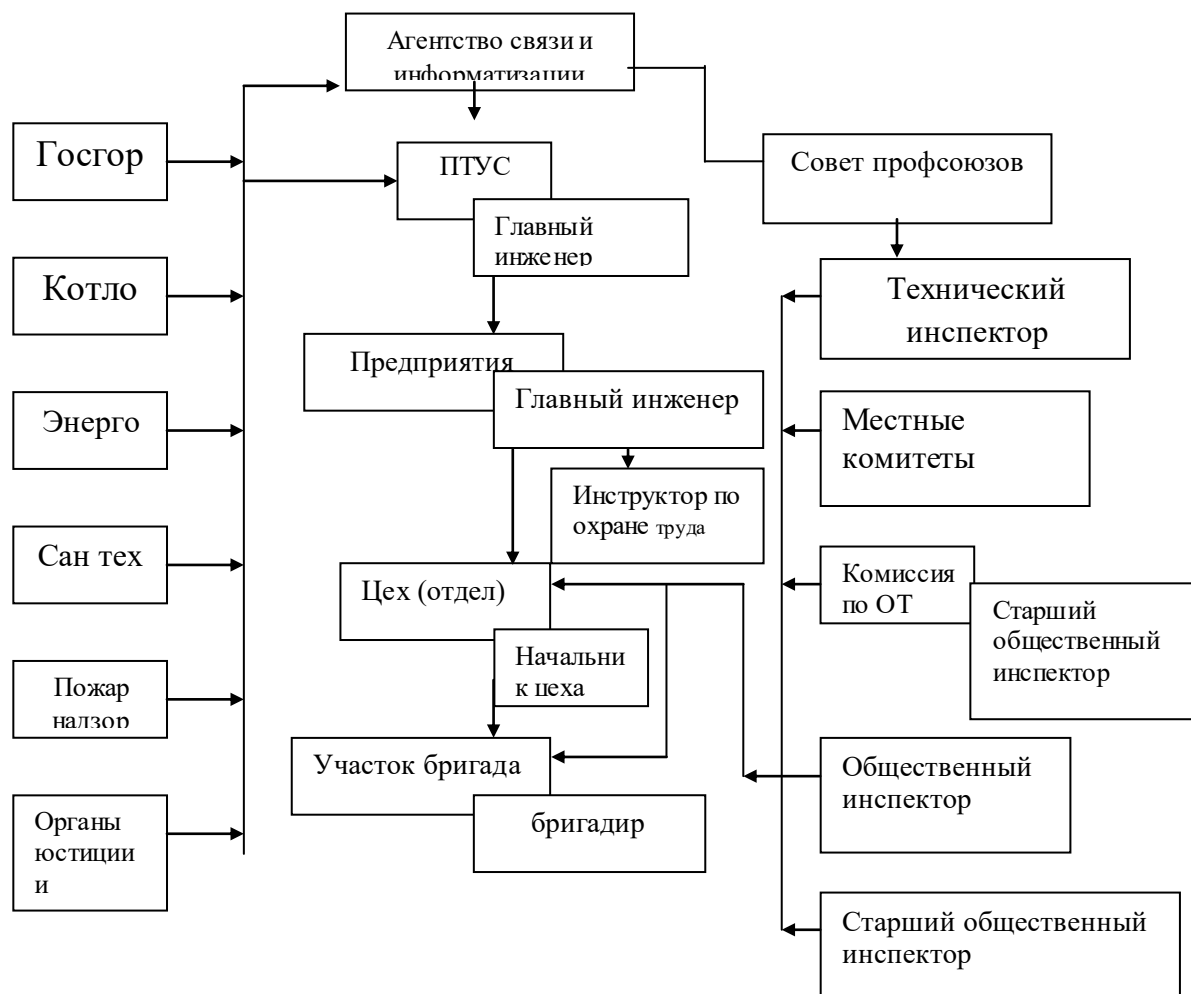 Агентство связи и
информатизации
Госгор
ПТУС
Совет профсоюзов
Главный
инженер
Котло
Технический
инспектор
Предприятия
Главный инженер
Энерго
Местные
комитеты
Инструктор по
охране труда
Сан тех
Цех (отдел)
Комиссия
по ОТ
Старший
общественный
инспектор
Начальни
к цеха
Пожар
надзор
Участок бригада
Общественный
инспектор
бригадир
Органы
юстиции
и
Старший общественный
инспектор